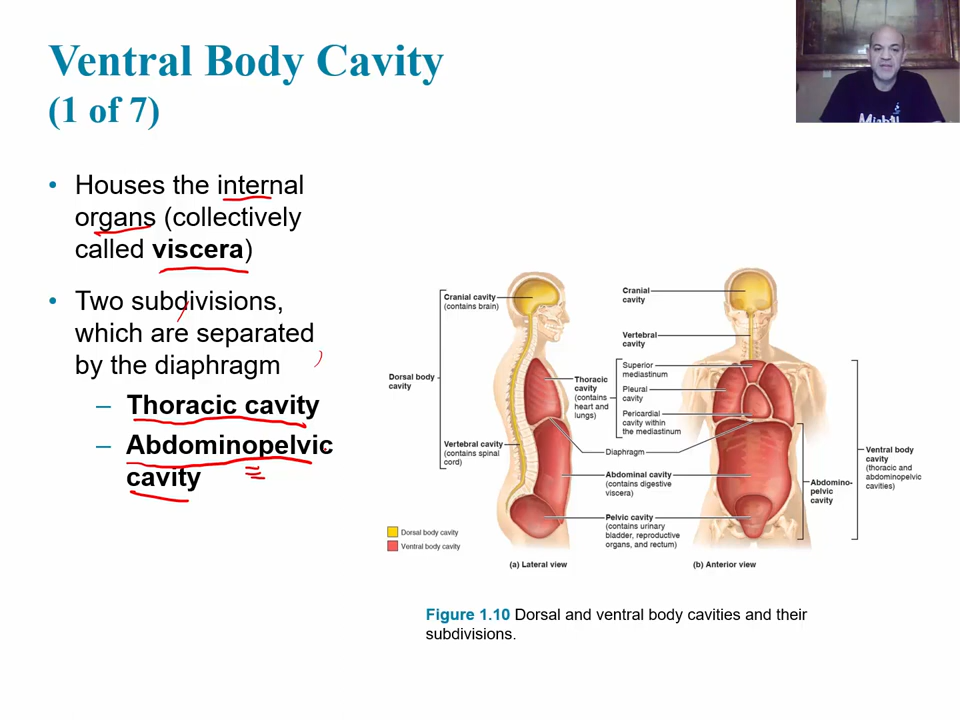 Ventral Body Cavity
(1 of 7)
• Houses the internal
organs (collectively
called viscera)
• Two subdivisions,
which are separated
by the diaphragm
– Thoracic cavity
– Abdominopelvic
cavity
Cranial cavity
(contains brain)
Dorsal body
cavity
Vertebral cavity
(contains spinal
cord)
Dorsal body cavity
Ventral body cavity
Cranial
cavity
Vertebral
cavity
Superior
mediastinum
Thoracic
cavity
(contains
heart and
lungs)
Pleural
cavity
Pericardial
cavity within
the mediastinum
Diaphragm
Abdominal cavity
(contains digestive
viscera)
Pelvic cavity
(contains urinary
bladder, reproductive
organs, and rectum)
Abdomino-
pelvic
cavity
Ventral body
cavity
(thoracic and
abdominopelvic
cavities)
(a) Lateral view
(b) Anterior view
Figure 1.10 Dorsal and ventral body cavities and their
subdivisions.